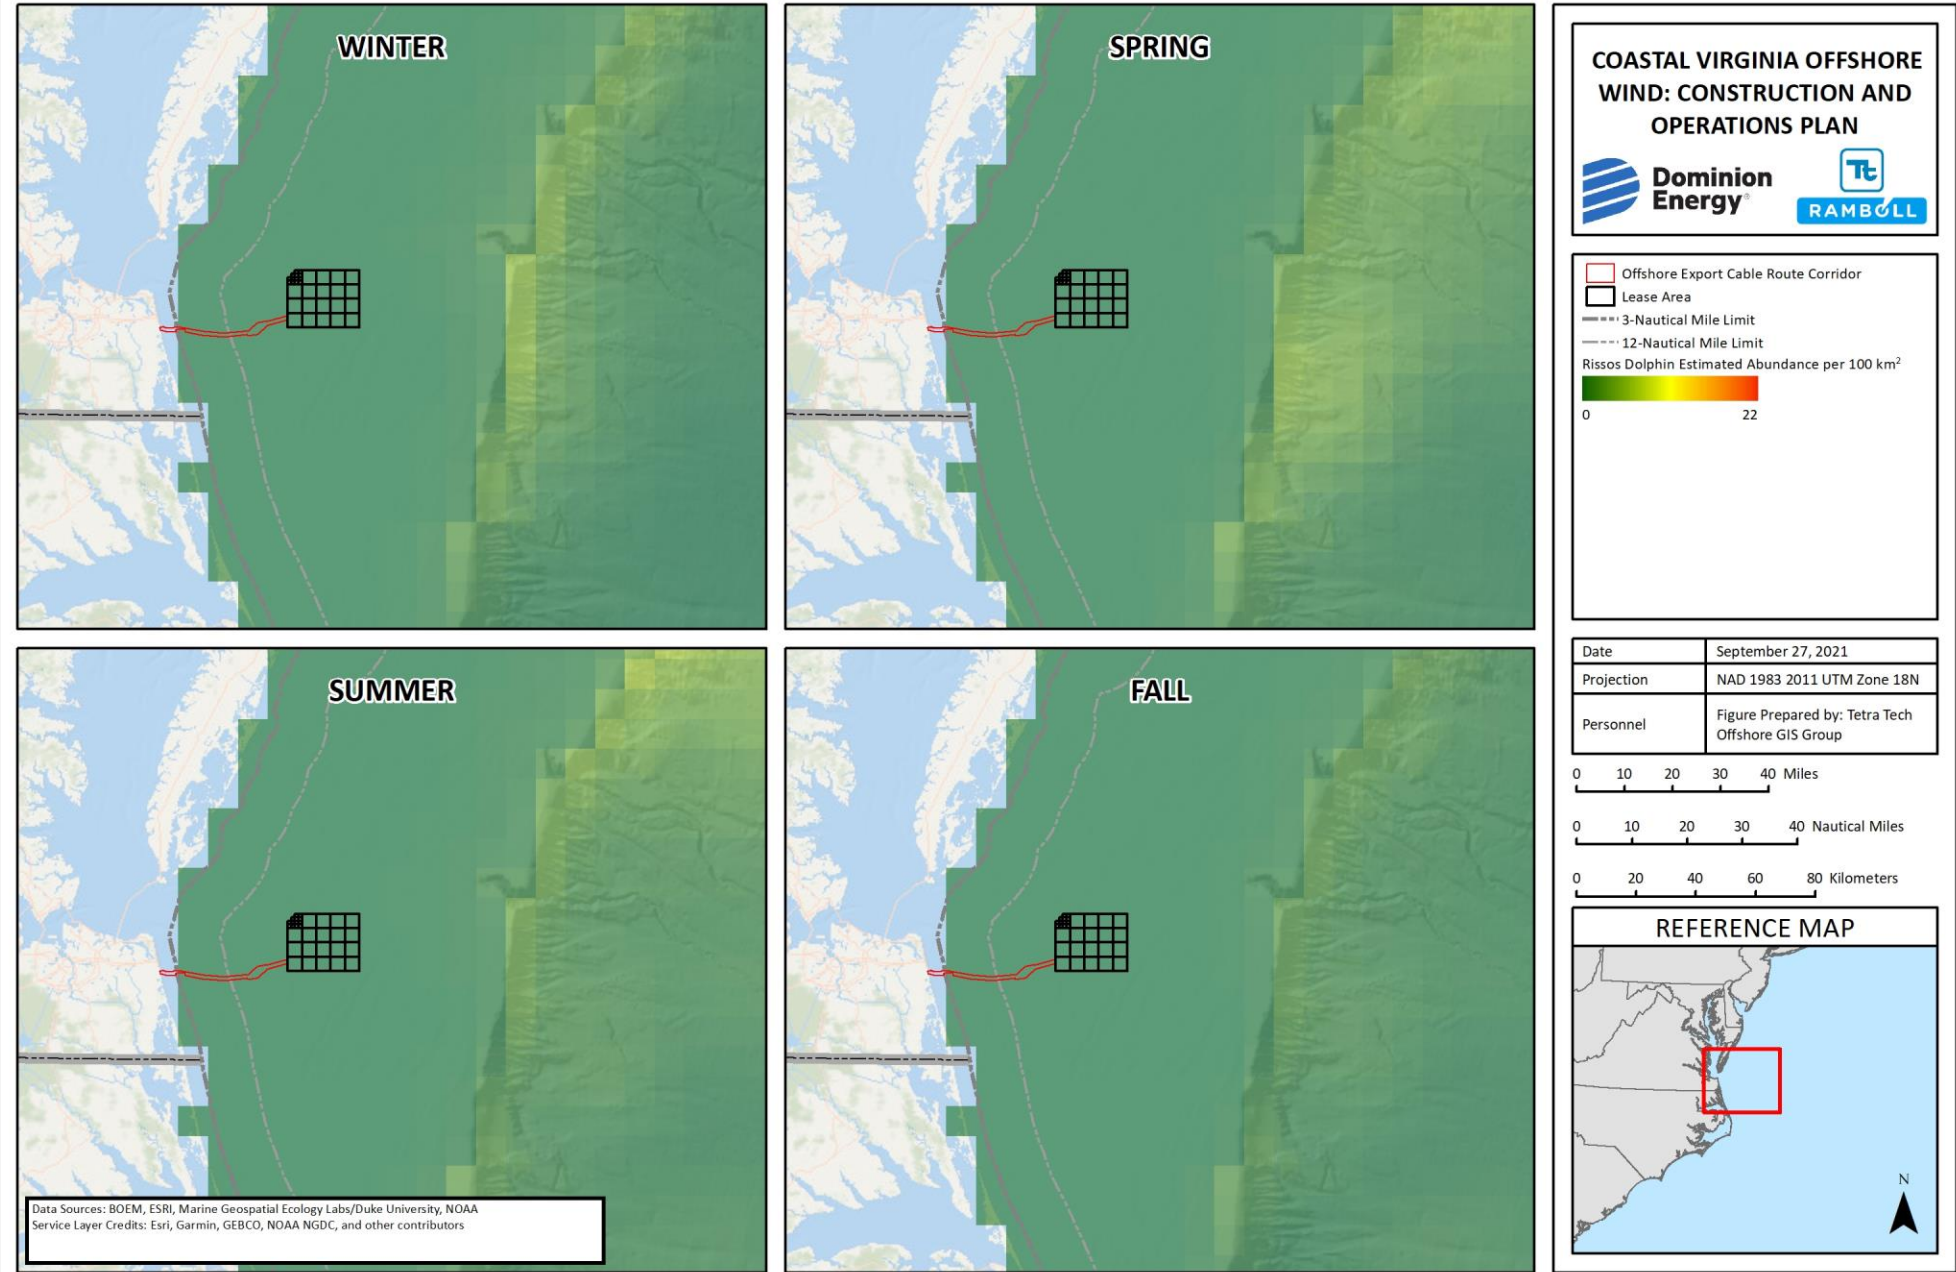 WINTER
SPRING
SUMMER
FALL
Data Sources: BOEM, ESRI, Marine Geospatial Ecology Labs/Duke University, NOAA
Service Layer Credits: Esri, Garmin, GEBCO, NOAA NGDC, and other contributors
COASTAL VIRGINIA OFFSHORE
WIND: CONSTRUCTION AND
OPERATIONS PLAN
Dominion
Energy®
Tt
RAMBOLL
Offshore Export Cable Route Corridor
Lease Area
3-Nautical Mile Limit
12-Nautical Mile Limit
Rissos Dolphin Estimated Abundance per 100 km²
0 22
Date September 27, 2021
Projection NAD 1983 2011 UTM Zone 18N
Personnel Figure Prepared by: Tetra Tech
Offshore GIS Group
0 10 20 30 40 Miles
0 10 20 30 40 Nautical Miles
0 20 40 60 80 Kilometers
REFERENCE MAP
N